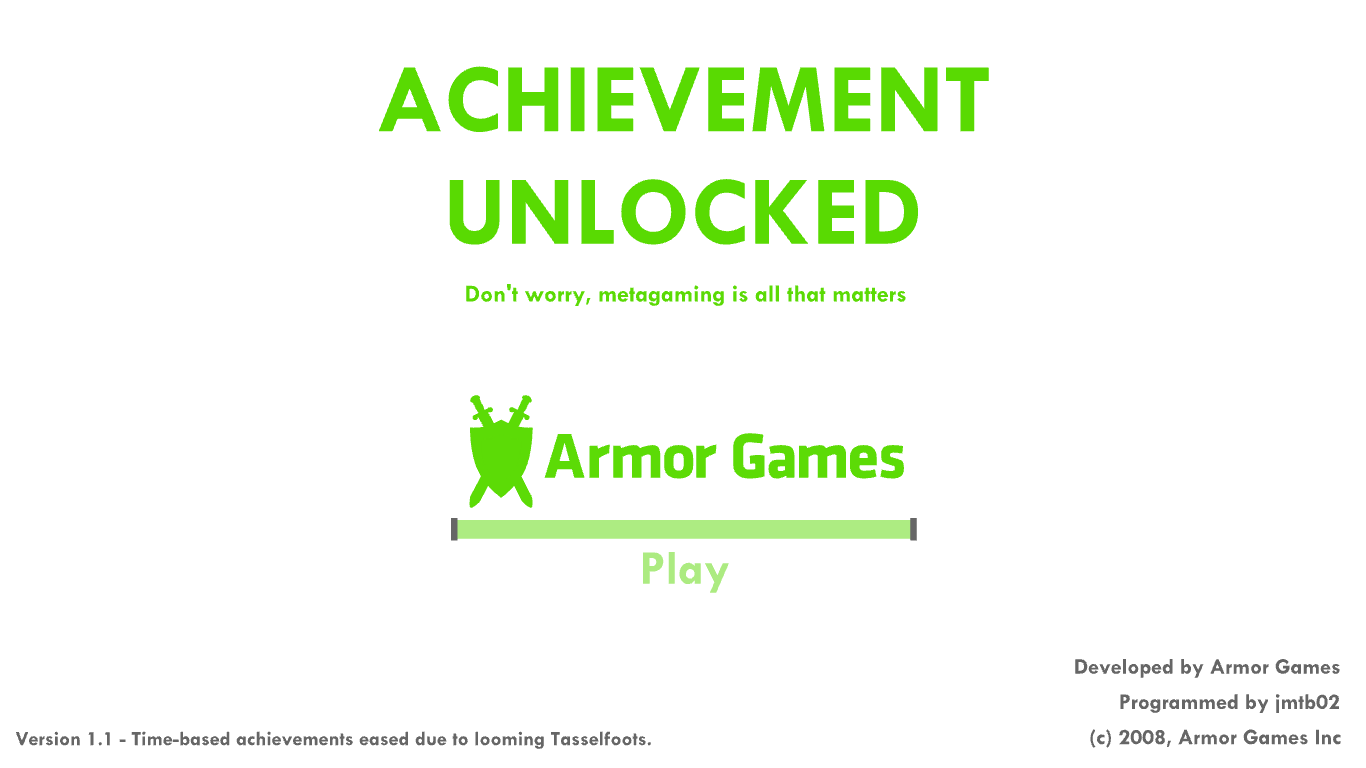 ACHIEVEMENT
UNLOCKED
Don't worry, metagaming is all that matters
Armor Games
Play
Developed by Armor Games
Programmed by jmtb02
Version 1.1 - Time-based achievements eased due to looming Tasselfoots.
(c) 2008, Armor Games Inc